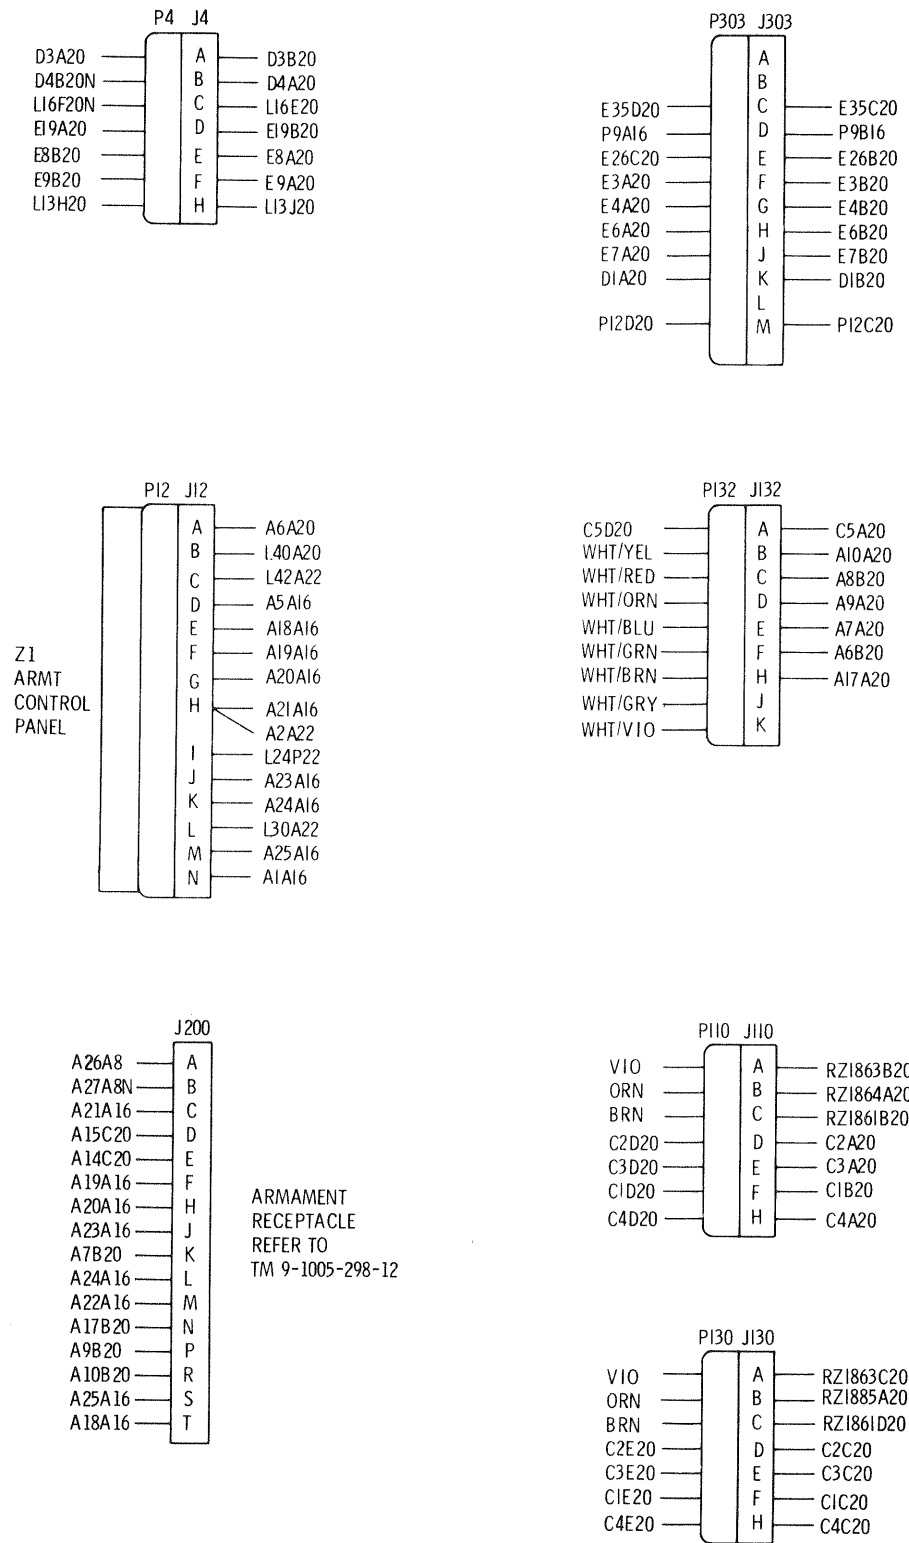 P4 J4
D3A20 A D3B20
D4B20N B D4A20
L16F20N C L16E20
E19A20 D E19B20
E8B20 E E8A20
E9B20 F E9A20
L13H20 H L13J20
P303 J303
A
B
E35D20 C E35C20
P9A16 D P9B16
E26C20 E E26B20
E3A20 F E3B20
E4A20 G E4B20
E6A20 H E6B20
E7A20 J E7B20
D1A20 K D1B20
L
P12D20 M P12C20
P12 J12
Z1
ARMT
CONTROL
PANEL
A A6A20
B L40A20
C L42A22
D A5A16
E A18A16
F A19A16
G A20A16
H A21A16
A2A22
I L24P22
J A23A16
K A24A16
L L30A22
M A25A16
N A1A16
P132 J132
C5D20 A C5A20
WHT/YEL B A10A20
WHT/RED C A8B20
WHT/ORN D A9A20
WHT/BLU E A7A20
WHT/GRN F A6B20
WHT/BRN H A17A20
WHT/GRY J
WHT/VIO K
J200
A26A8 A
A27A8N B
A21A16 C
A15C20 D
A14C20 E
A19A16 F
A20A16 H
A23A16 J
A7B20 K
A24A16 L
A22A16 M
A17B20 N
A9B20 P
A10B20 R
A25A16 S
A18A16 T
ARMAMENT
RECEPTACLE
REFER TO
TM 9-1005-298-12
P110 J110
VIO A RZ1863B20
ORN B RZ1864A20
BRN C RZ1861B20
C2D20 D C2A20
C3D20 E C3A20
C1D20 F C1B20
C4D20 H C4A20
P130 J130
VIO A RZ1863C20
ORN B RZ1885A20
BRN C RZ1861D20
C2E20 D C2C20
C3E20 E C3C20
C1E20 F C1C20
C4E20 H C4C20